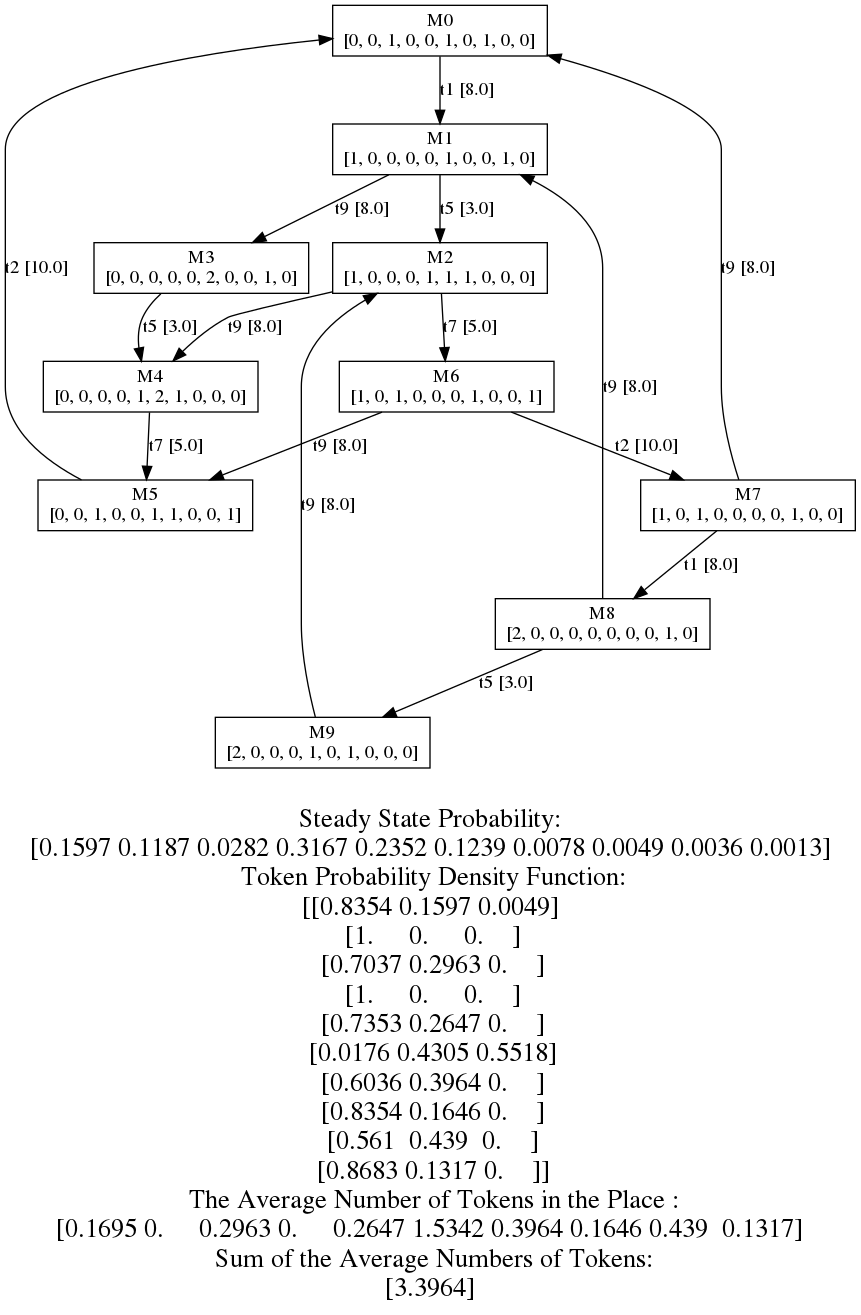 M0
[0, 0, 1, 0, 0, 1, 0, 1, 0, 0]
t1 [8.0]
M1
[1, 0, 0, 0, 0, 1, 0, 0, 1, 0]
t9 [8.0]
t5 [3.0]
t2 [10.0]
M3
[0, 0, 0, 0, 0, 2, 0, 0, 1, 0]
M2
[1, 0, 0, 0, 1, 1, 1, 0, 0, 0]
t9 [8.0]
t5 [3.0]
t9 [8.0]
t7 [5.0]
M4
[0, 0, 0, 0, 1, 2, 1, 0, 0, 0]
M6
[1, 0, 1, 0, 0, 0, 1, 0, 0, 1]
t9 [8.0]
t7 [5.0]
t9 [8.0]
t2 [10.0]
M5
[0, 0, 1, 0, 0, 1, 1, 0, 0, 1]
t9 [8.0]
M7
[1, 0, 1, 0, 0, 0, 0, 1, 0, 0]
t1 [8.0]
M8
[2, 0, 0, 0, 0, 0, 0, 0, 1, 0]
t5 [3.0]
M9
[2, 0, 0, 0, 1, 0, 1, 0, 0, 0]
Steady State Probability:
[0.1597 0.1187 0.0282 0.3167 0.2352 0.1239 0.0078 0.0049 0.0036 0.0013]
Token Probability Density Function:
[[0.8354 0.1597 0.0049]
[1. 0. 0. ]
[0.7037 0.2963 0. ]
[1. 0. 0. ]
[0.7353 0.2647 0. ]
[0.0176 0.4305 0.5518]
[0.6036 0.3964 0. ]
[0.8354 0.1646 0. ]
[0.561 0.439 0. ]
[0.8683 0.1317 0. ]]
The Average Number of Tokens in the Place :
[0.1695 0. 0.2963 0. 0.2647 1.5342 0.3964 0.1646 0.439 0.1317]
Sum of the Average Numbers of Tokens:
[3.3964]